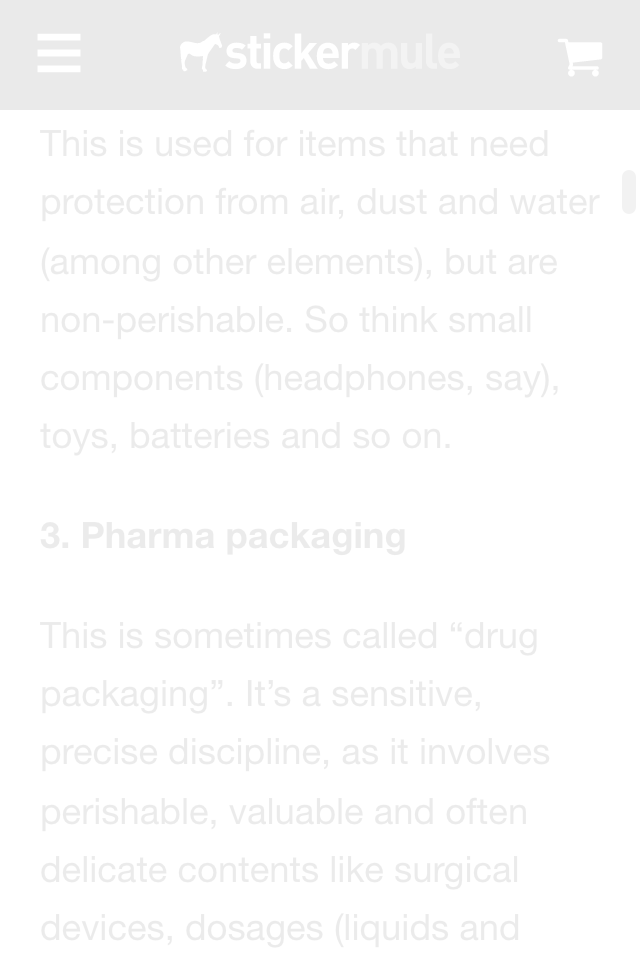 stickermule
This is used for items that need
protection from air, dust and water
(among other elements), but are
non-perishable. So think small
components (headphones, say),
toys, batteries and so on.
3. Pharma packaging
This is sometimes called “drug
packaging”. It’s a sensitive,
precise discipline, as it involves
perishable, valuable and often
delicate contents like surgical
devices, dosages (liquids and